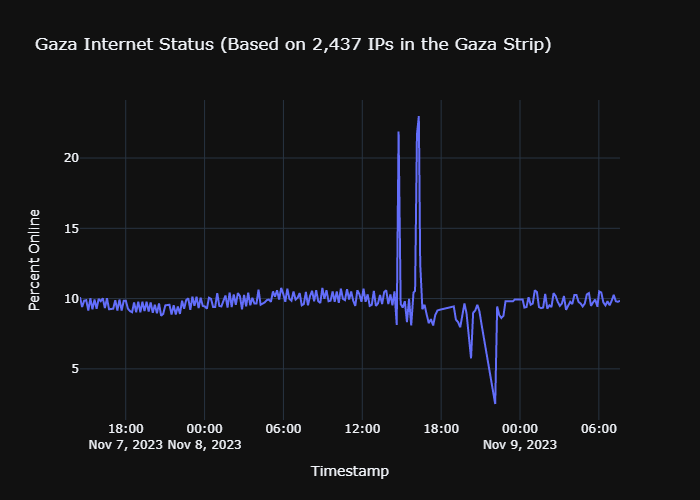 Gaza Internet Status (Based on 2,437 IPs in the Gaza Strip)
Percent Online
20
15
10
5
18:00 00:00 06:00 12:00 18:00 00:00 06:00
Nov 7, 2023 Nov 8, 2023 Nov 9, 2023
Timestamp